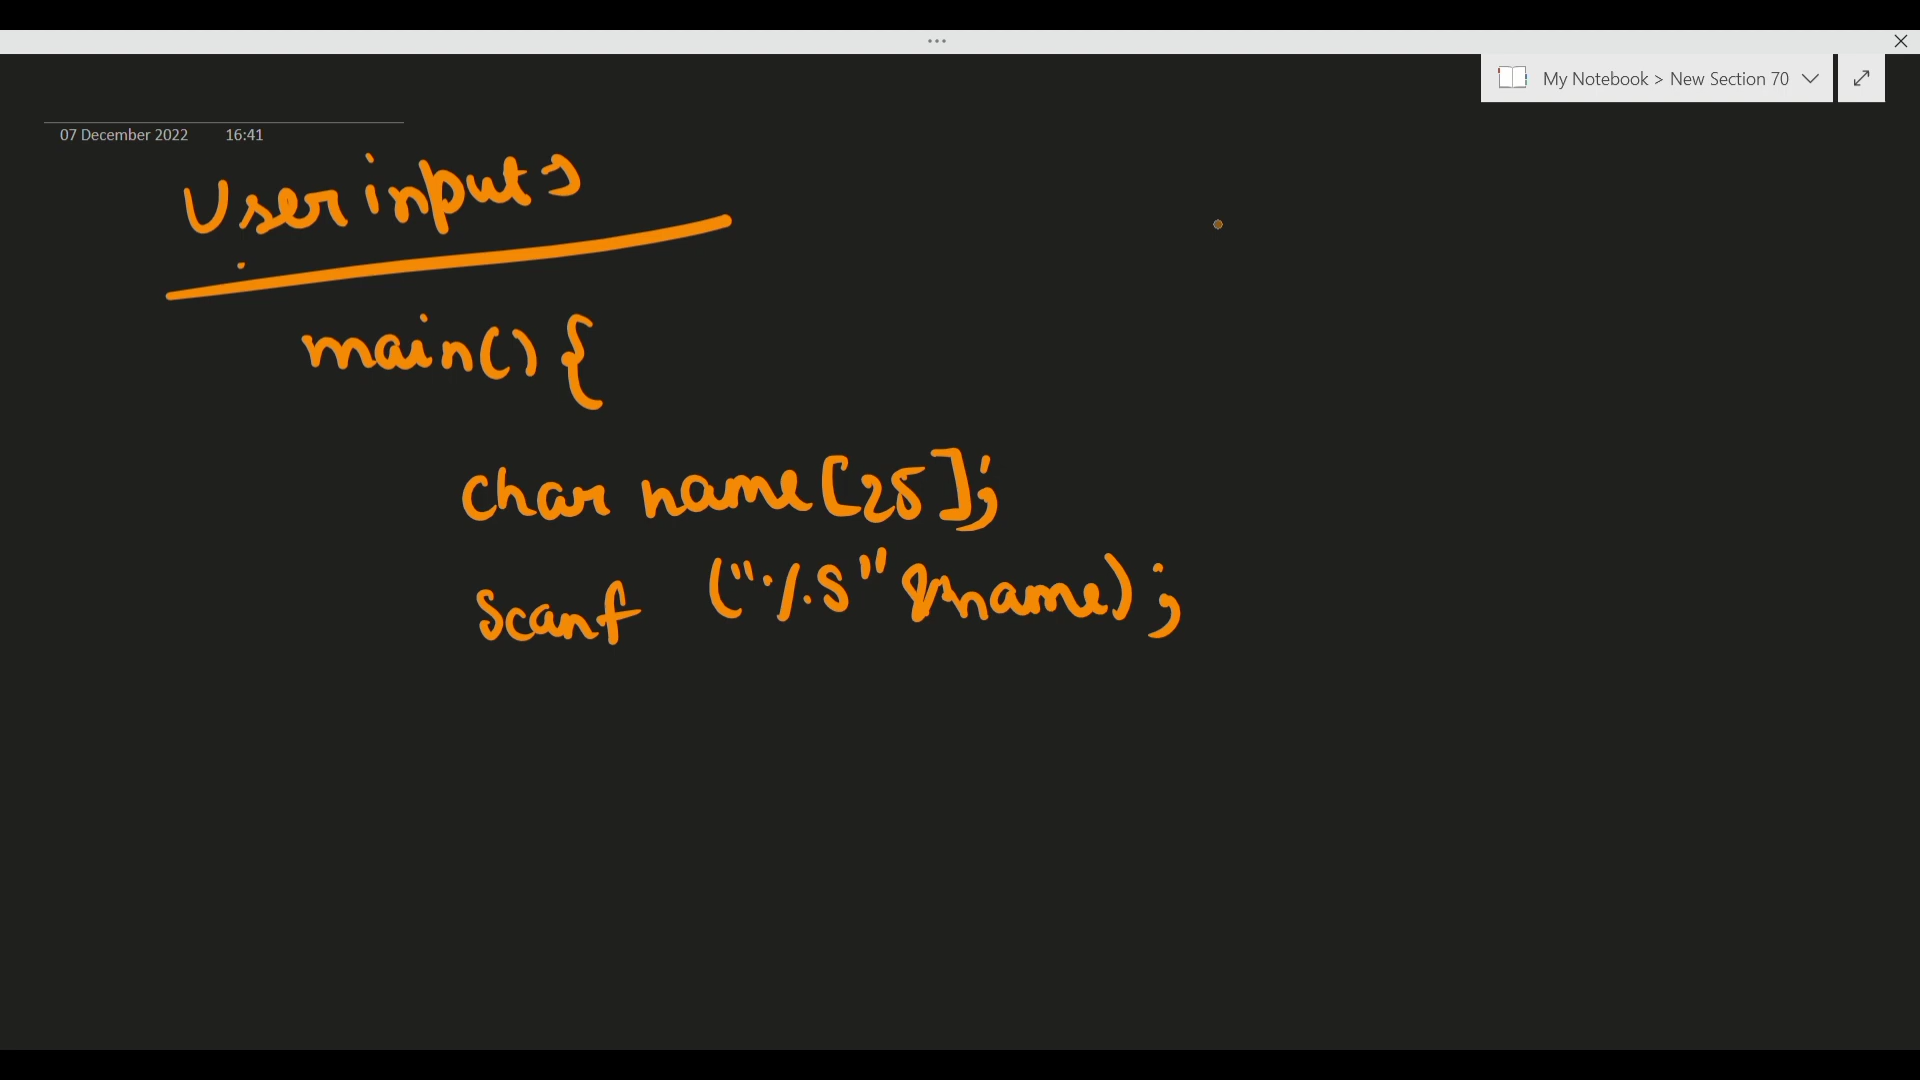 My Notebook > New Section 70
07 December 2022 16:41
User inputs
main() {
char name [25];
Scanf ("%s" &name);